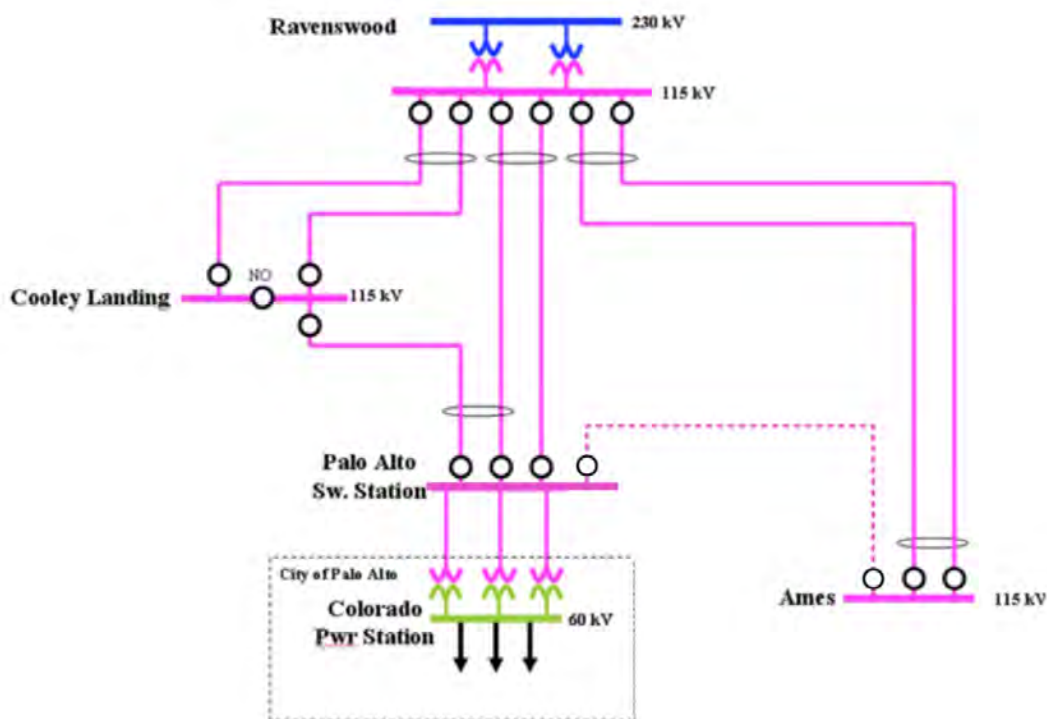 Ravenswood
230 kV
115 kV
NO
Cooley Landing
115 kV
Palo Alto
Sw. Station
City of Palo Alto
Colorado
Pwr Station
60 kV
Ames
115 kV